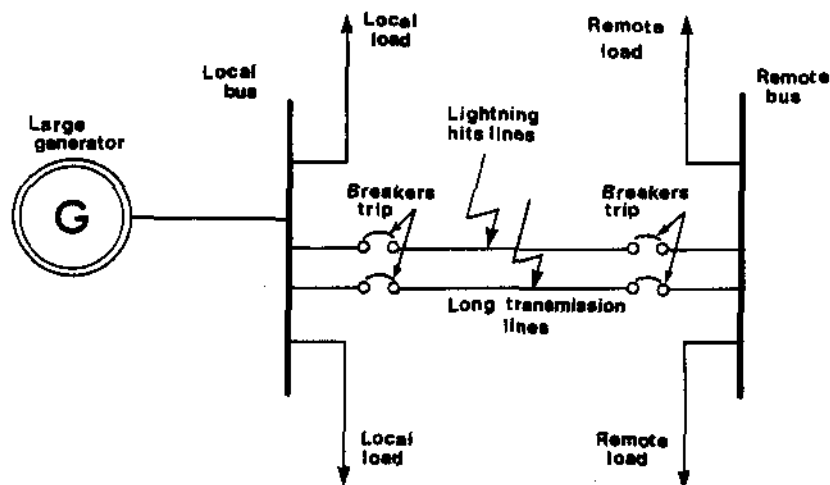 Local
load
Remote
load
Local
bus
Remote
bus
Large
generator
G
Lightning
hits lines
Breakers
trip
Breakers
trip
Long transmission
lines
Local
load
Remote
load